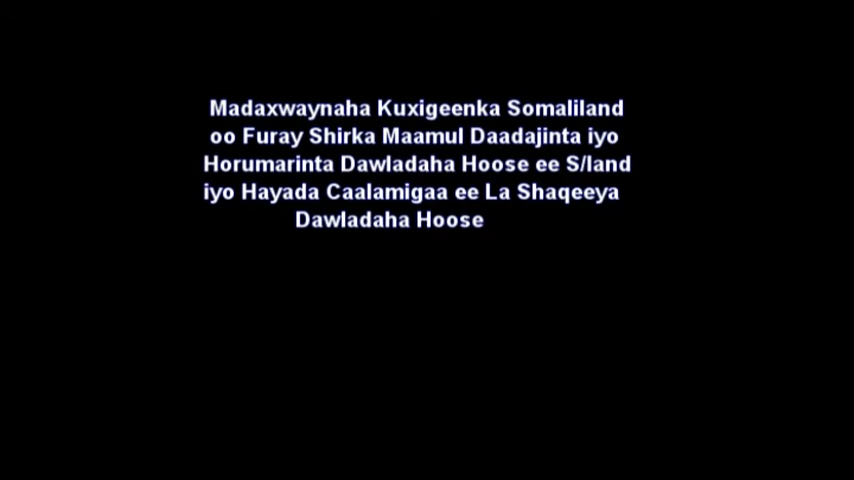 Madaxwaynaha Kuxigeenka Somaliland
oo Furay Shirka Maamul Daadajinta iyo
Horumarinta Dawladaha Hoose ee S/land
iyo Hayada Caalamigaa ee La Shaqeeya
Dawladaha Hoose